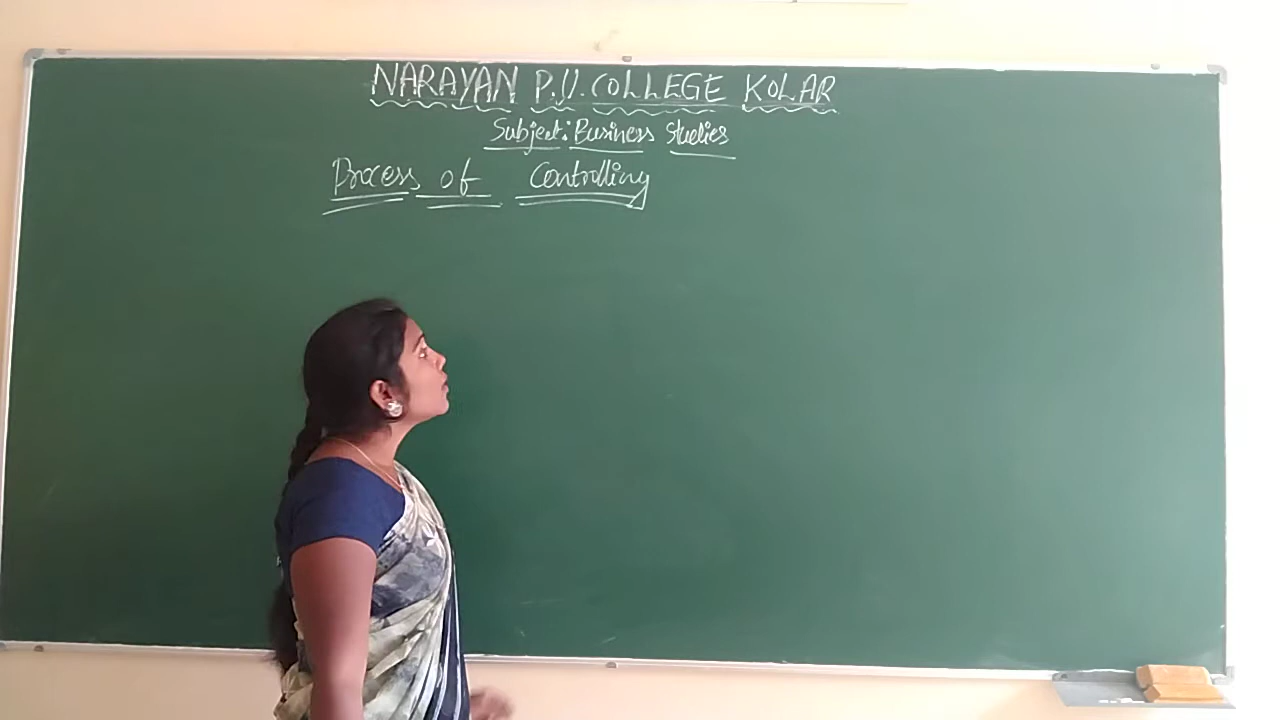 NARAYAN P.U. COLLEGE KOLAR
Subject: Business Studies
Process of Controlling